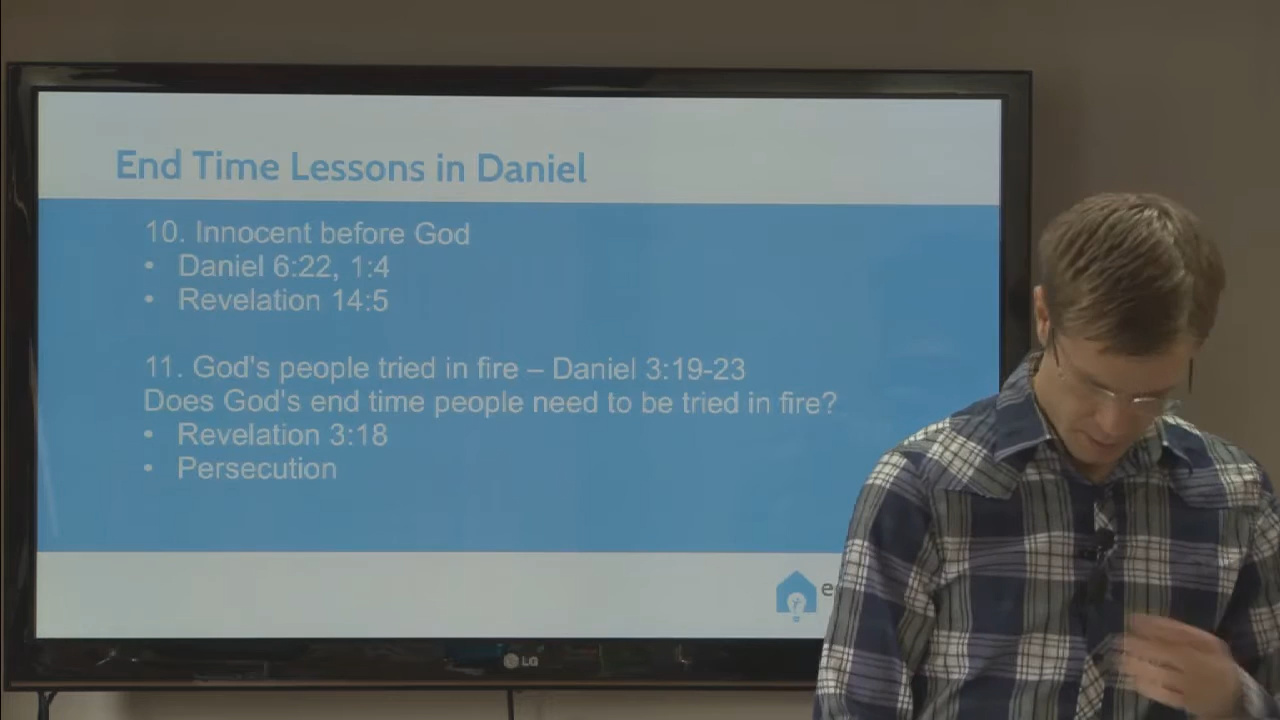 End Time Lessons in Daniel
10. Innocent before God
• Daniel 6:22, 1:4
• Revelation 14:5
11. God's people tried in fire – Daniel 3:19-23
Does God's end time people need to be tried in fire?
• Revelation 3:18
• Persecution
LG